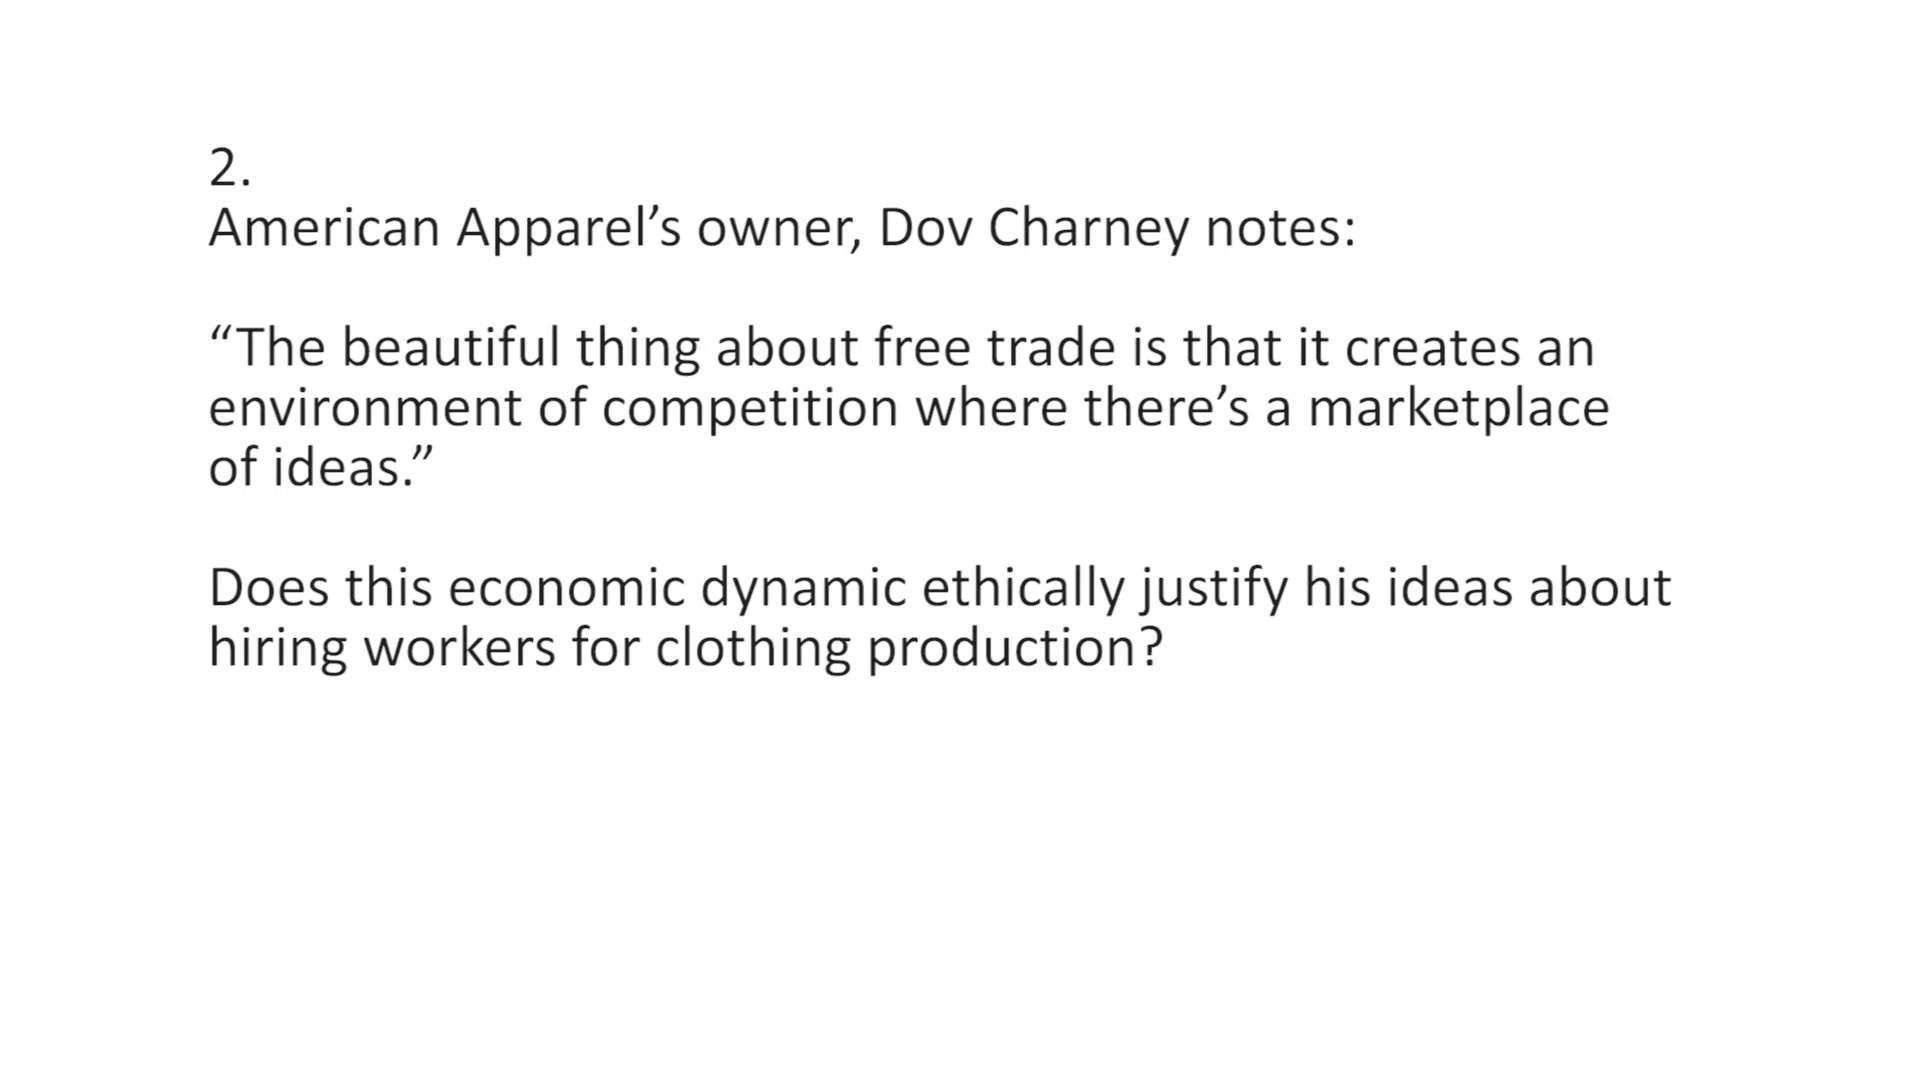 2.
American Apparel’s owner, Dov Charney notes:
“The beautiful thing about free trade is that it creates an
environment of competition where there’s a marketplace
of ideas.”
Does this economic dynamic ethically justify his ideas about
hiring workers for clothing production?